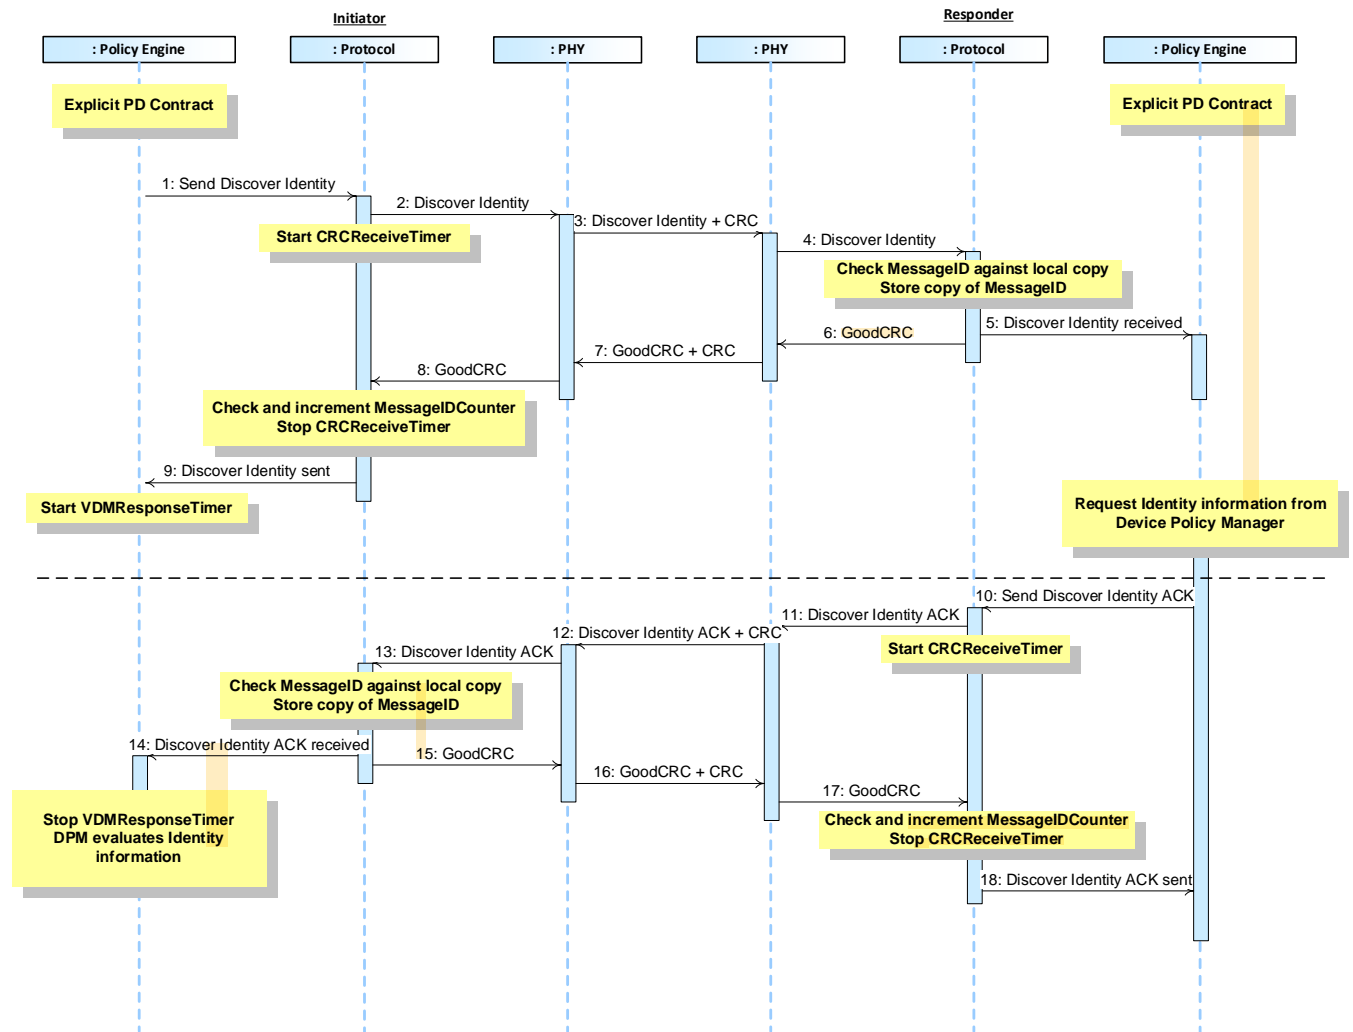 Initiator
Responder
: Policy Engine
: Protocol
: PHY
: PHY
: Protocol
: Policy Engine
Explicit PD Contract
Explicit PD Contract
1: Send Discover Identity
2: Discover Identity
3: Discover Identity + CRC
Start CRCReceiveTimer
4: Discover Identity
Check MessageID against local copy
Store copy of MessageID
5: Discover Identity received
6: GoodCRC
7: GoodCRC + CRC
8: GoodCRC
Check and increment MessageIDCounter
Stop CRCReceiveTimer
9: Discover Identity sent
Start VDMResponseTimer
Request Identity information from
Device Policy Manager
10: Send Discover Identity ACK
11: Discover Identity ACK
12: Discover Identity ACK + CRC
Start CRCReceiveTimer
13: Discover Identity ACK
Check MessageID against local copy
Store copy of MessageID
14: Discover Identity ACK received
15: GoodCRC
16: GoodCRC + CRC
17: GoodCRC
Stop VDMResponseTimer
DPM evaluates Identity
information
Check and increment MessageIDCounter
Stop CRCReceiveTimer
18: Discover Identity ACK sent